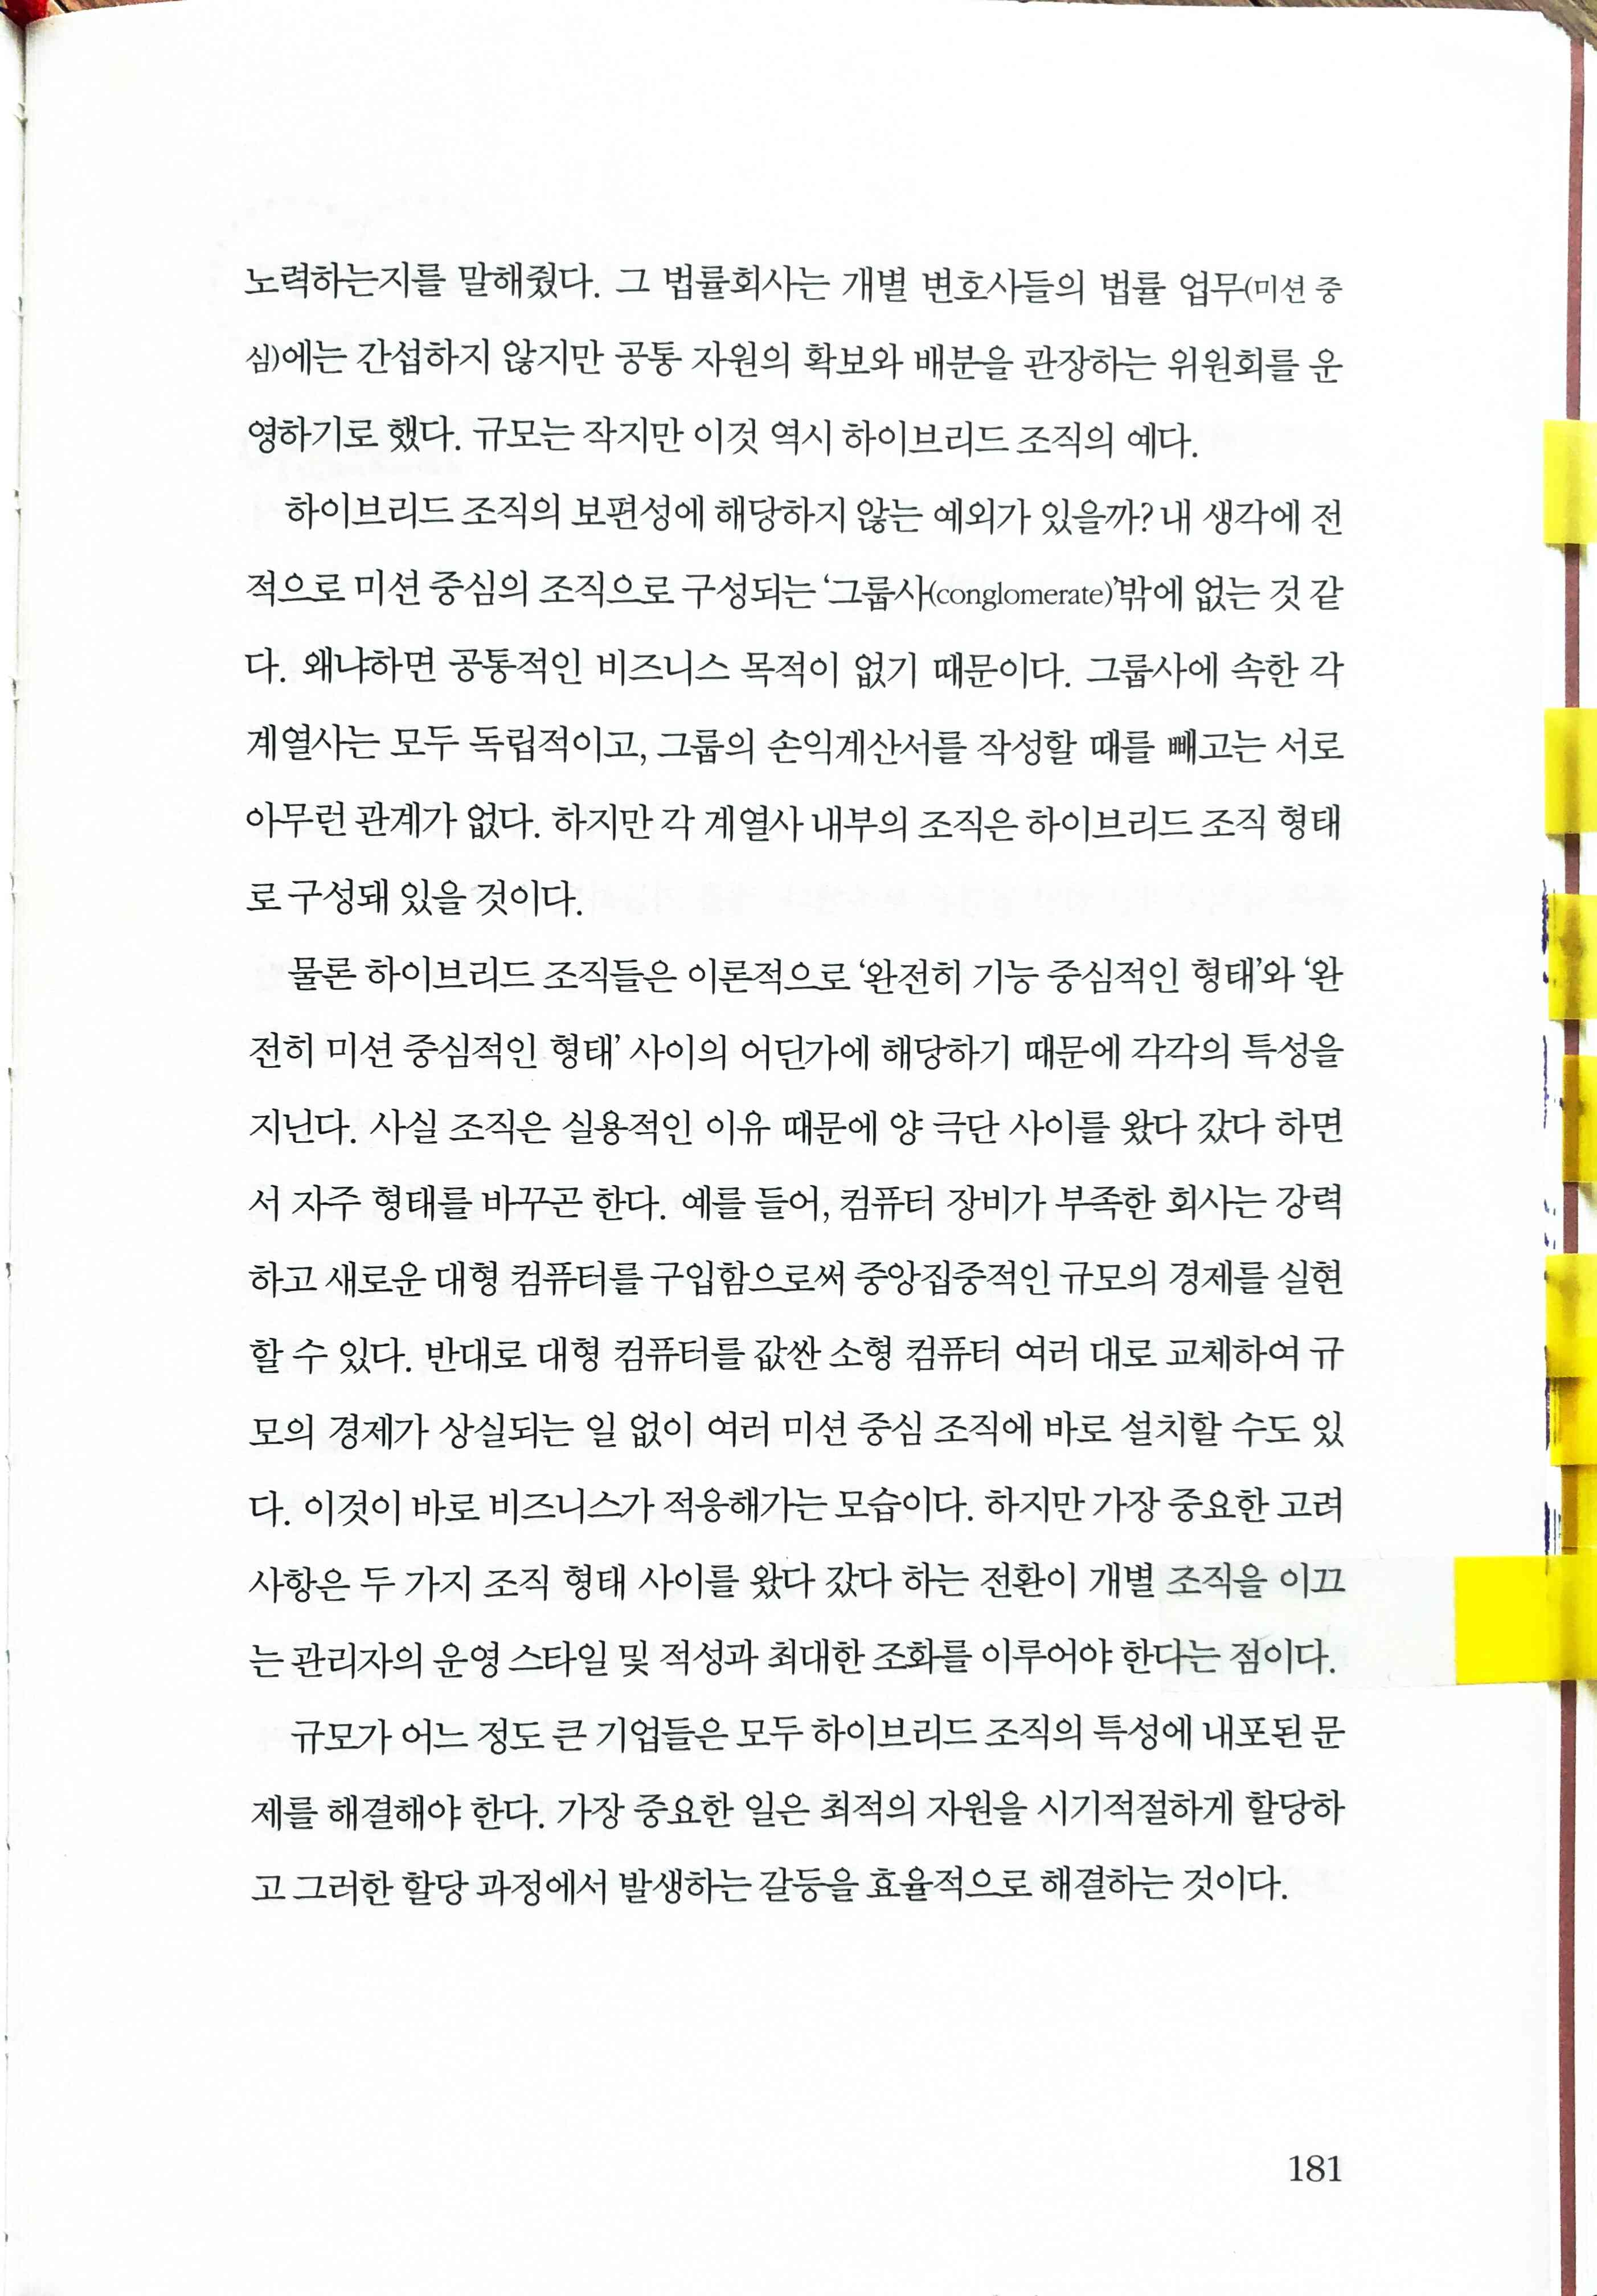 노력하는지를 말해줬다. 그 법률회사는 개별 변호사들의 법률 업무(미션 중
심)에는 간섭하지 않지만 공통 자원의 확보와 배분을 관장하는 위원회를 운
영하기로 했다. 규모는 작지만 이것 역시 하이브리드 조직의 예다.
하이브리드 조직의 보편성에 해당하지 않는 예외가 있을까? 내 생각에 전
적으로 미션 중심의 조직으로 구성되는 ‘그룹사(conglomerate)’밖에 없는 것 같
다. 왜냐하면 공통적인 비즈니스 목적이 없기 때문이다. 그룹사에 속한 각
계열사는 모두 독립적이고, 그룹의 손익계산서를 작성할 때를 빼고는 서로
아무런 관계가 없다. 하지만 각 계열사 내부의 조직은 하이브리드 조직 형태
로 구성돼 있을 것이다.
물론 하이브리드 조직들은 이론적으로 ‘완전히 기능 중심적인 형태’와 ‘완
전히 미션 중심적인 형태’ 사이의 어딘가에 해당하기 때문에 각각의 특성을
지닌다. 사실 조직은 실용적인 이유 때문에 양 극단 사이를 왔다 갔다 하면
서 자주 형태를 바꾸곤 한다. 예를 들어, 컴퓨터 장비가 부족한 회사는 강력
하고 새로운 대형 컴퓨터를 구입함으로써 중앙집중적인 규모의 경제를 실현
할 수 있다. 반대로 대형 컴퓨터를 값싼 소형 컴퓨터 여러 대로 교체하여 규
모의 경제가 상실되는 일 없이 여러 미션 중심 조직에 바로 설치할 수도 있
다. 이것이 바로 비즈니스가 적응해가는 모습이다. 하지만 가장 중요한 고려
사항은 두 가지 조직 형태 사이를 왔다 갔다 하는 전환이 개별 조직을 이끄
는 관리자의 운영 스타일 및 적성과 최대한 조화를 이루어야 한다는 점이다.
규모가 어느 정도 큰 기업들은 모두 하이브리드 조직의 특성에 내포된 문
제를 해결해야 한다. 가장 중요한 일은 최적의 자원을 시기적절하게 할당하
고 그러한 할당 과정에서 발생하는 갈등을 효율적으로 해결하는 것이다.
181